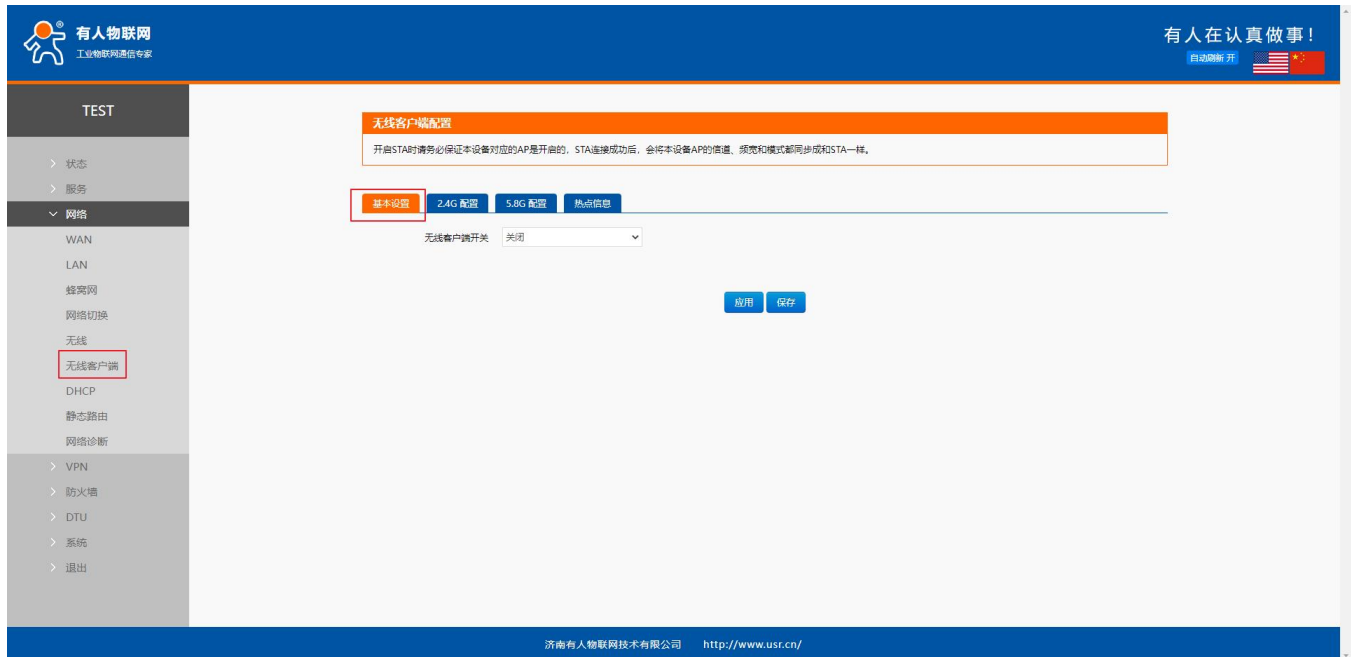 有人物联网
工业物联网通信专家
有人在认真做事!
自动刷新 开
TEST
状态
服务
网络
WAN
LAN
蜂窝网
网络切换
无线
无线客户端
DHCP
静态路由
网络诊断
VPN
防火墙
DTU
系统
退出
无线客户端配置
开启STA时请务必保证本设备对应的AP是开启的，STA连接成功后，会将本设备AP的信道、频宽和模式都同步成和STA一样。
基本设置 2.4G 配置 5.8G 配置 热点信息
无线客户端开关 关闭
应用 保存
济南有人物联网技术有限公司 http://www.usr.cn/